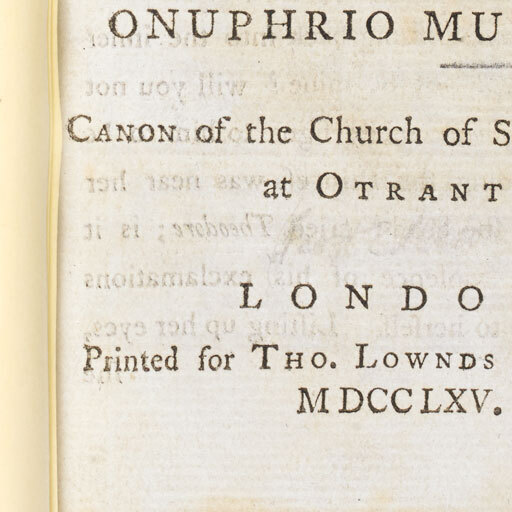 ONUPHRIO MU
CANON of the Church of S
at OTRANT
LONDO
Printed for THO. LOWNDS
MDCCLXV.